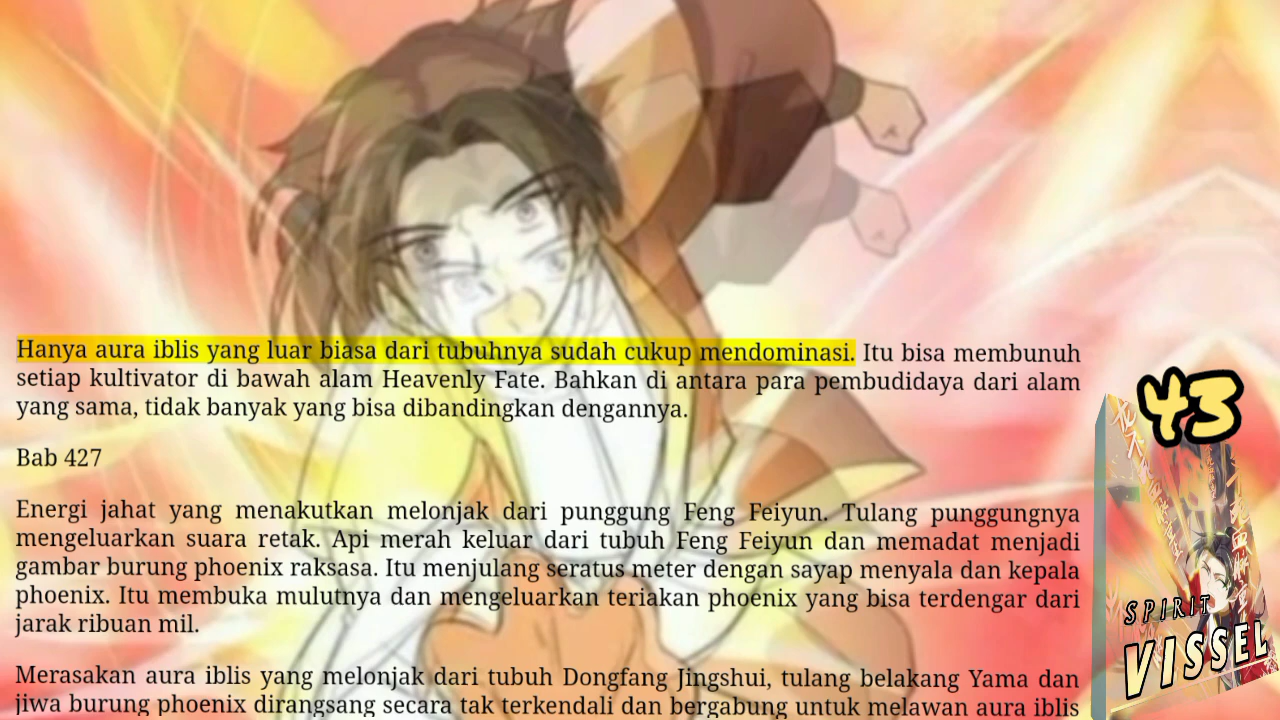 Hanya aura iblis yang luar biasa dari tubuhnya sudah cukup mendominasi. Itu bisa membunuh
setiap kultivator di bawah alam Heavenly Fate. Bahkan di antara para pembudidaya dari alam
yang sama, tidak banyak yang bisa dibandingkan dengannya.
Bab 427
Energi jahat yang menakutkan melonjak dari punggung Feng Feiyun. Tulang punggungnya
mengeluarkan suara retak. Api merah keluar dari tubuh Feng Feiyun dan memadat menjadi
gambar burung phoenix raksasa. Itu menjulang seratus meter dengan sayap menyala dan kepala
phoenix. Itu membuka mulutnya dan mengeluarkan teriakan phoenix yang bisa terdengar dari
jarak ribuan mil.
Merasakan aura iblis yang melonjak dari tubuh Dongfang Jingshui, tulang belakang Yama dan
jiwa burung phoenix dirangsang secara tak terkendali dan bergabung untuk melawan aura iblis
43
SPIRIT
VISSEL